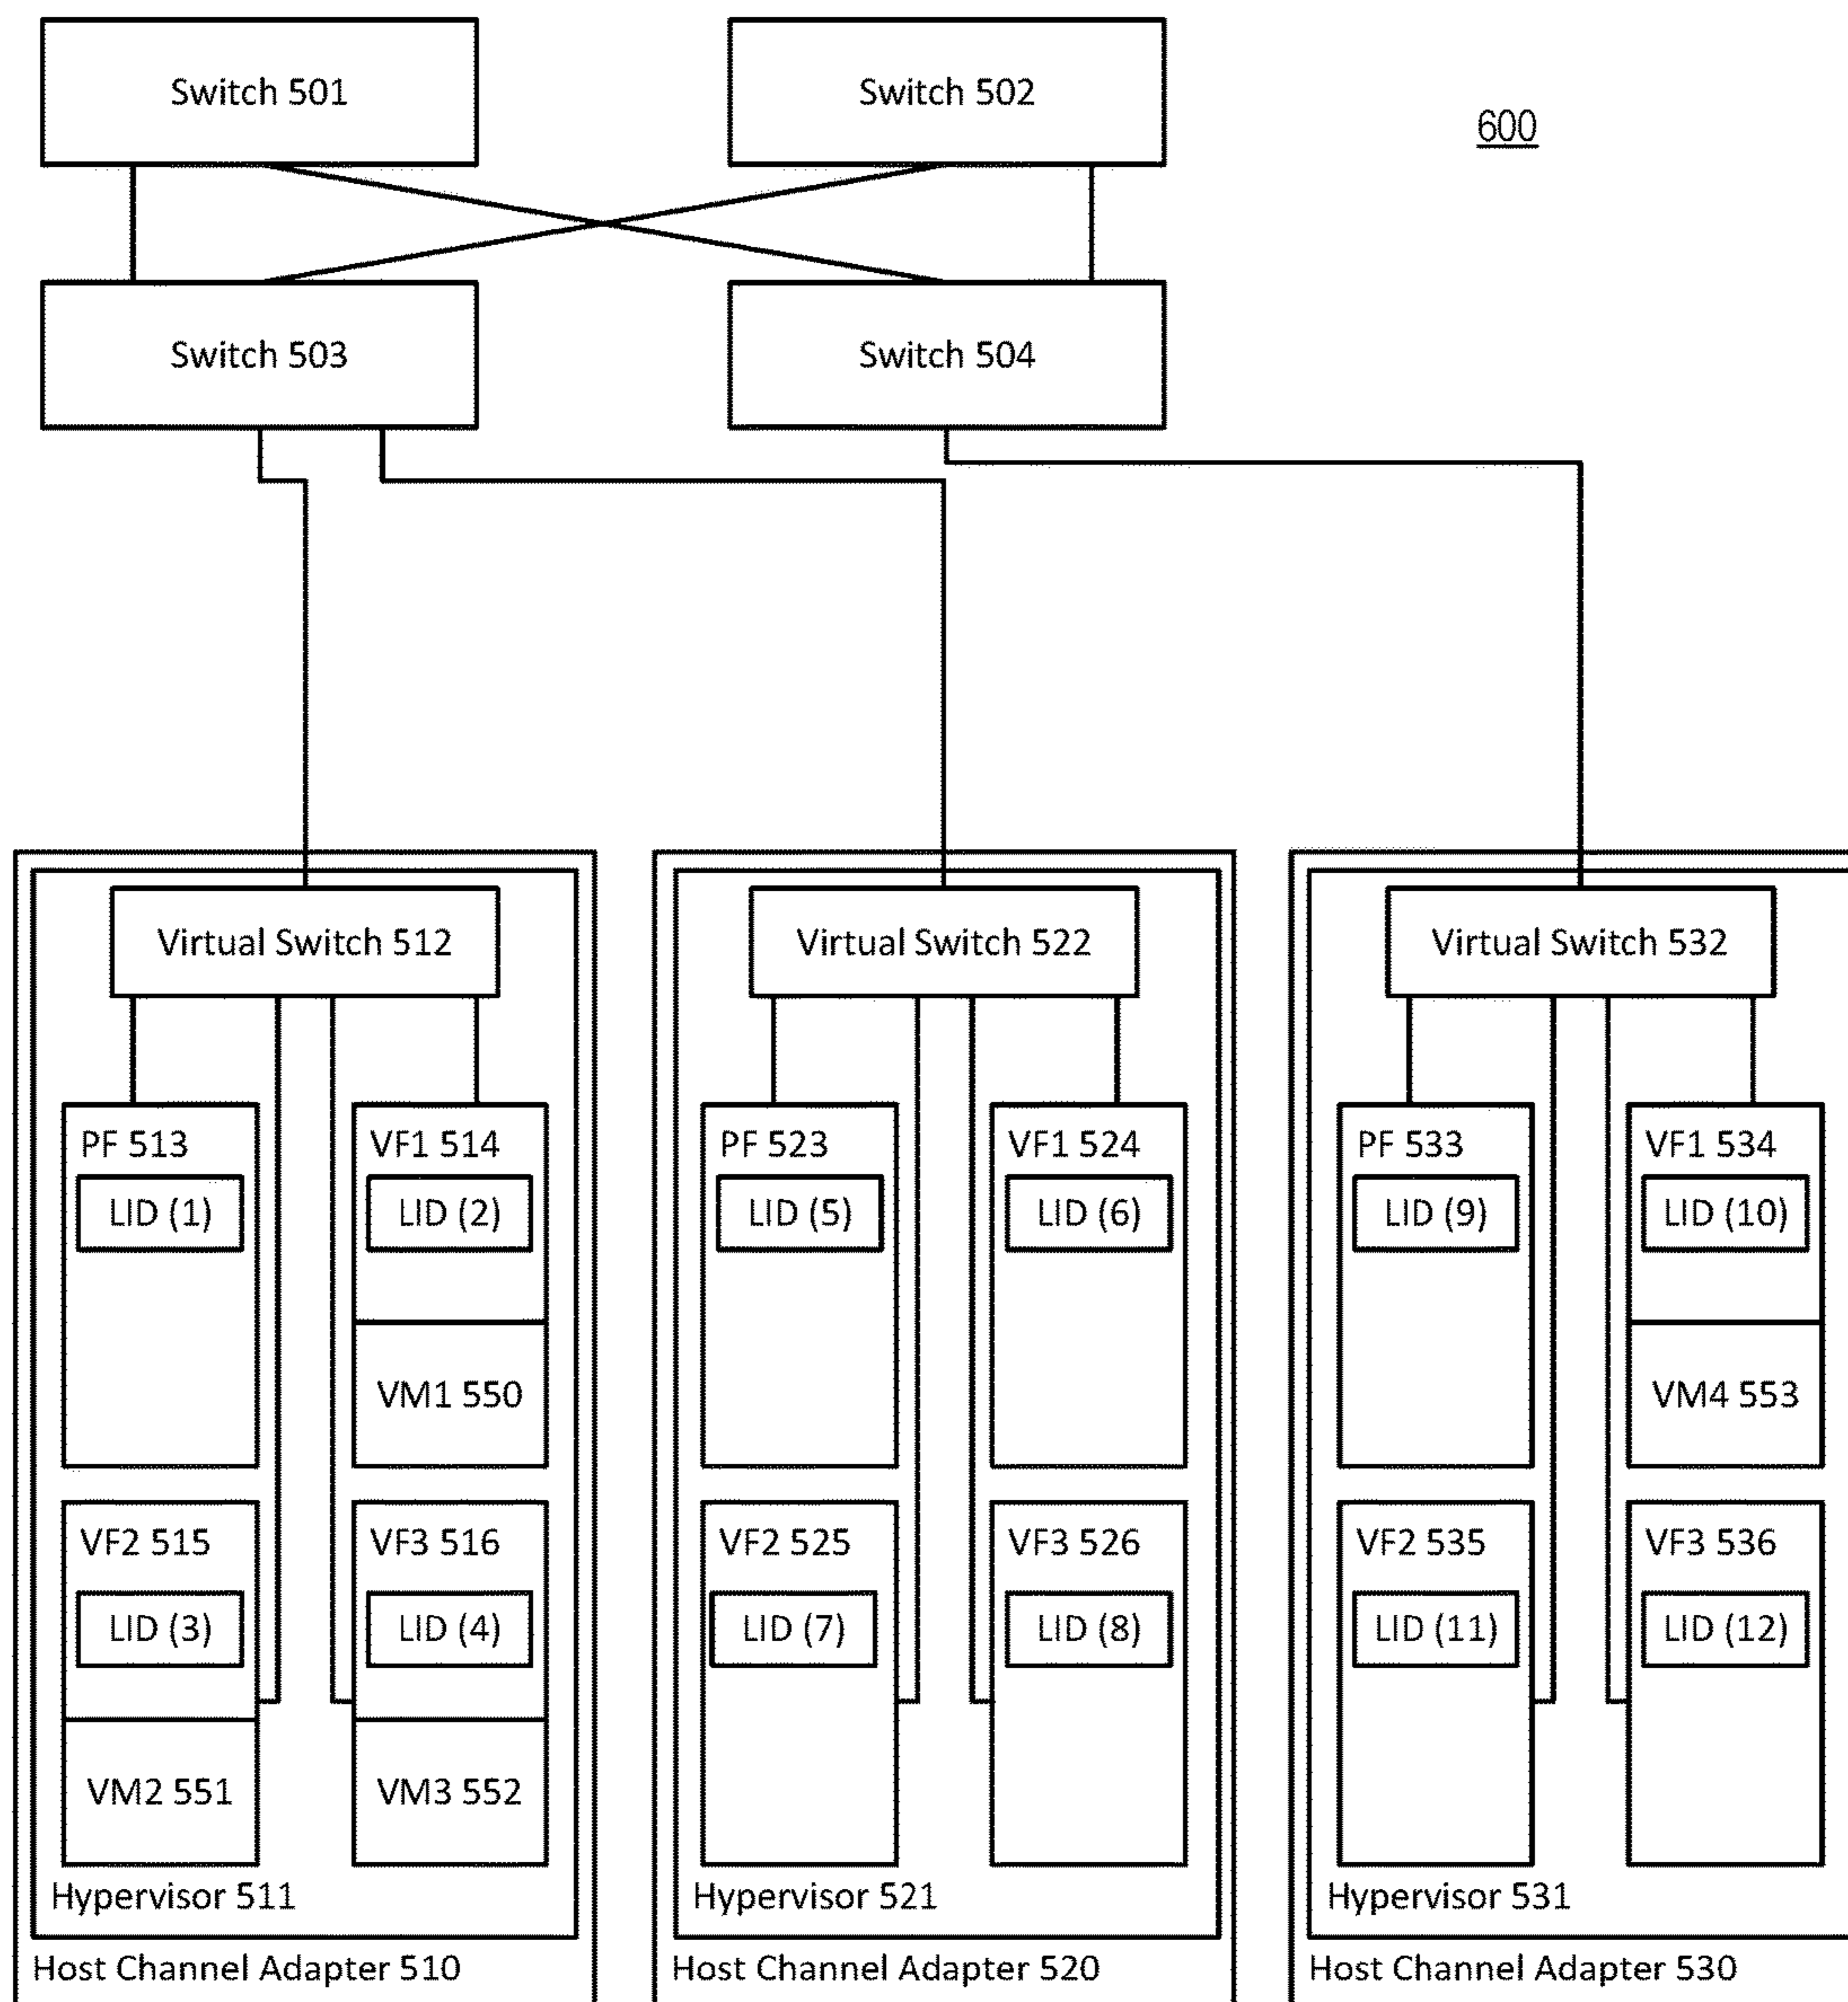 Switch 501
Switch 502
600
Switch 503
Switch 504
Virtual Switch 512
Virtual Switch 522
Virtual Switch 532
PF 513
VF1 514
PF 523
VF1 524
PF 533
VF1 534
LID (1)
LID (2)
LID (5)
LID (6)
LID (9)
LID (10)
VM1 550
VM4 553
VF2 515
VF3 516
VF2 525
VF3 526
VF2 535
VF3 536
LID (3)
LID (4)
LID (7)
LID (8)
LID (11)
LID (12)
VM2 551
VM3 552
Hypervisor 511
Hypervisor 521
Hypervisor 531
Host Channel Adapter 510
Host Channel Adapter 520
Host Channel Adapter 530